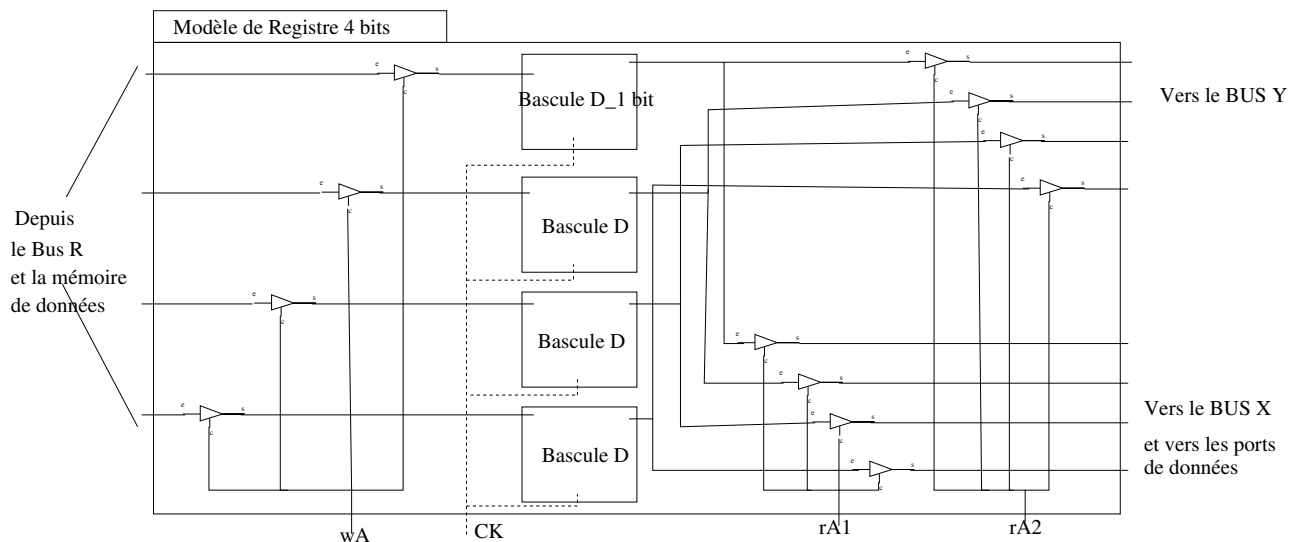 Modèle de Registre 4 bits
e
s
c
Bascule D_1 bit
e
s
c
e
s
c
Vers le BUS Y
e
s
c
e
s
c
e
s
c
Bascule D
Depuis
le Bus R
et la mémoire
de données
e
s
c
Bascule D
e
s
c
e
s
c
e
s
c
Bascule D
e
s
c
e
s
c
Vers le BUS X
et vers les ports
de données
wA
CK
rA1
rA2